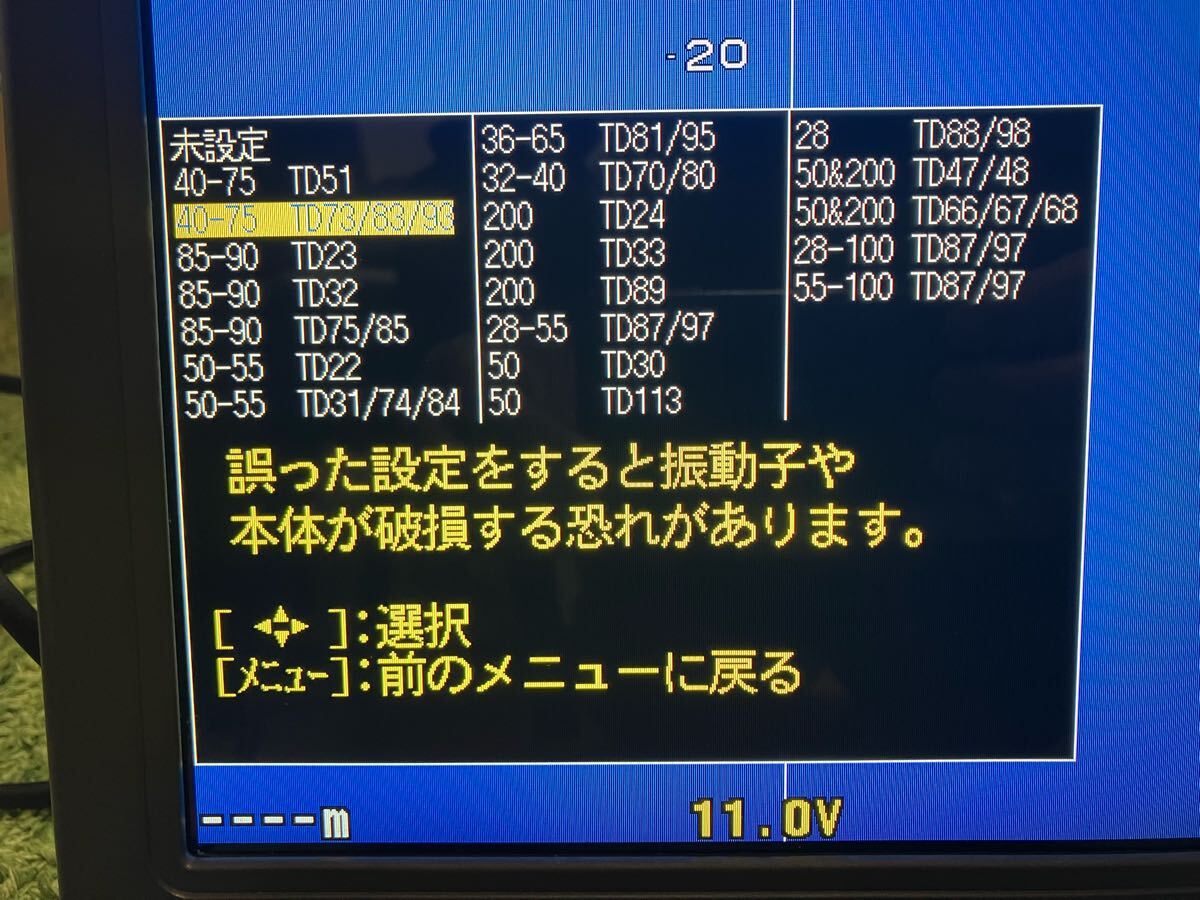 -20
未設定
40-75 TD51
40-75 TD73/83/93
85-90 TD23
85-90 TD32
85-90 TD75/85
50-55 TD22
50-55 TD31/74/84
36-65 TD81/95
32-40 TD70/80
200 TD24
200 TD33
200 TD89
28-55 TD87/97
50 TD30
50 TD113
28 TD88/98
50&200 TD47/48
50&200 TD66/67/68
28-100 TD87/97
55-100 TD87/97
誤った設定をすると振動子や
本体が破損する恐れがあります。
[ ]:選択
[メニュー]:前のメニューに戻る
----m
11.0V